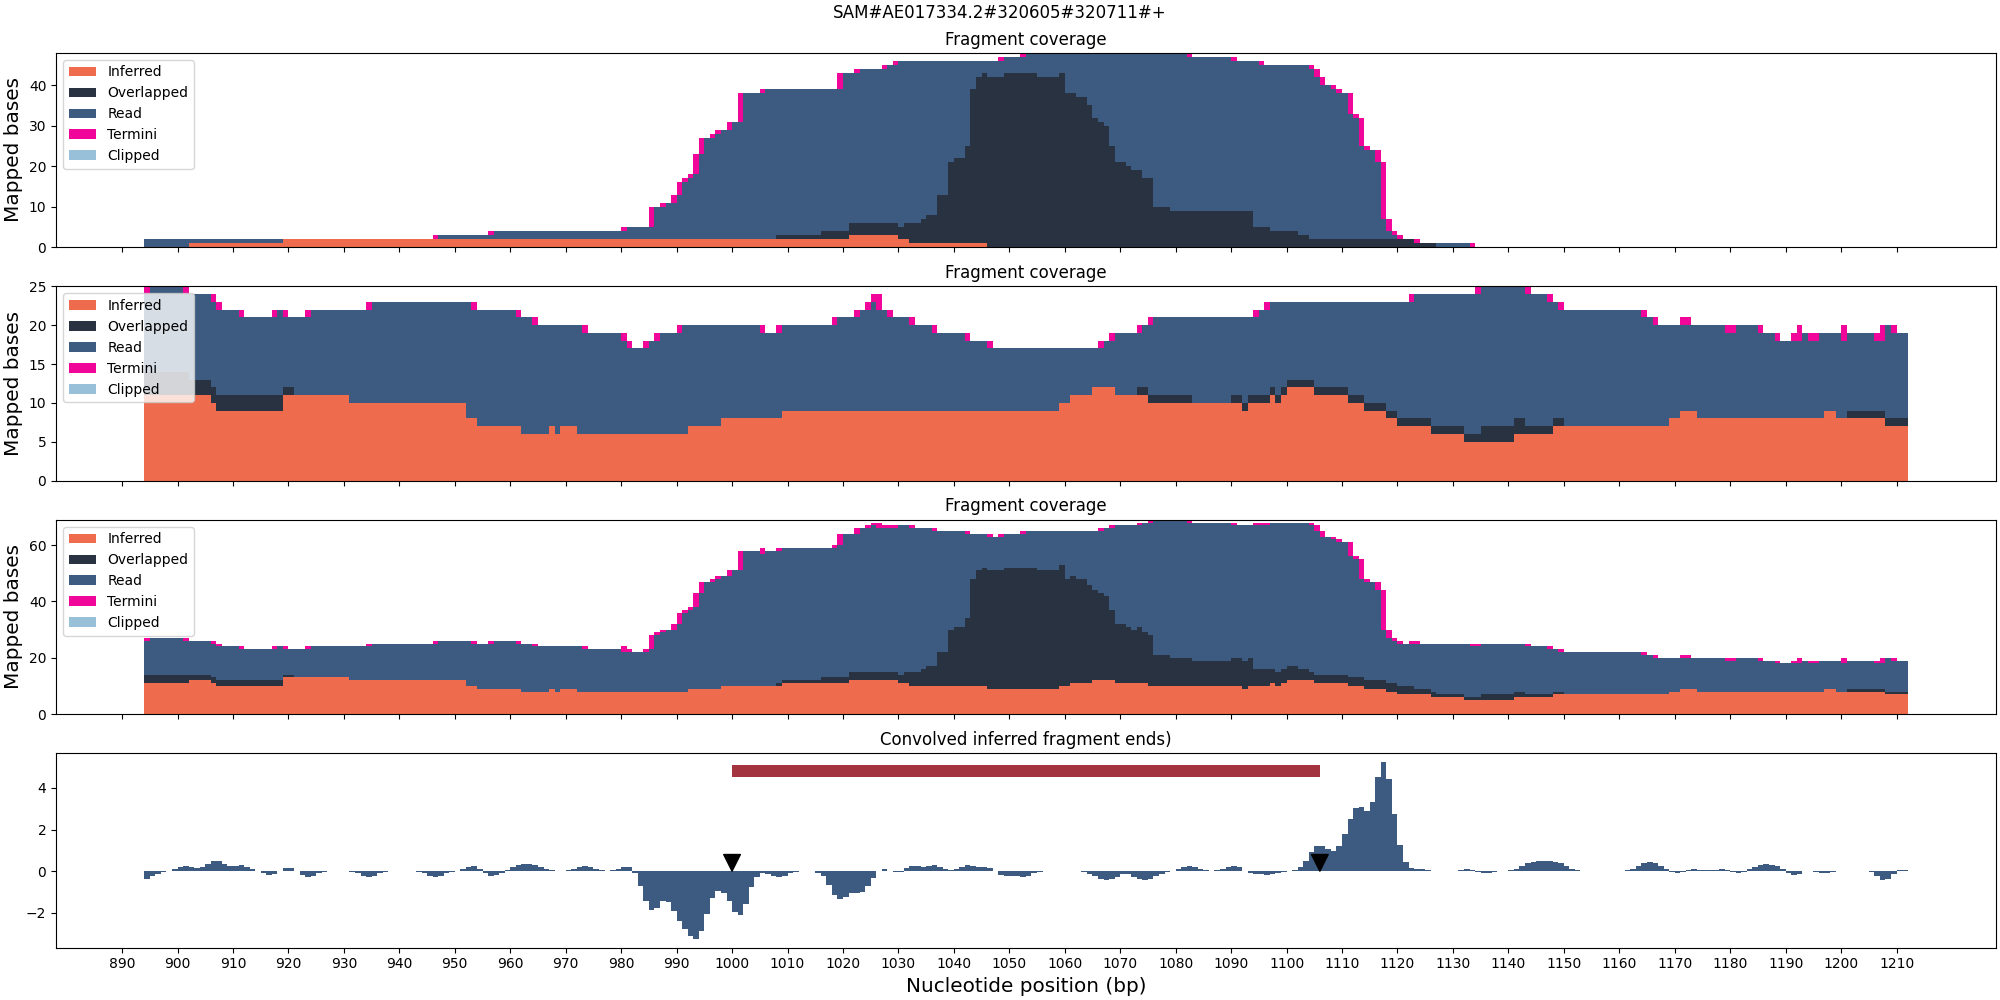 SAM#AE017334.2#320605#320711#+
Fragment coverage
Mapped bases
40
30
20
10
0
Inferred
Overlapped
Read
Termini
Clipped
Fragment coverage
Mapped bases
25
20
15
10
5
0
Inferred
Overlapped
Read
Termini
Clipped
Fragment coverage
Mapped bases
60
40
20
0
Inferred
Overlapped
Read
Termini
Clipped
Convolved inferred fragment ends)
4
2
0
−2
890 900 910 920 930 940 950 960 970 980 990 1000 1010 1020 1030 1040 1050 1060 1070 1080 1090 1100 1110 1120 1130 1140 1150 1160 1170 1180 1190 1200 1210
Nucleotide position (bp)